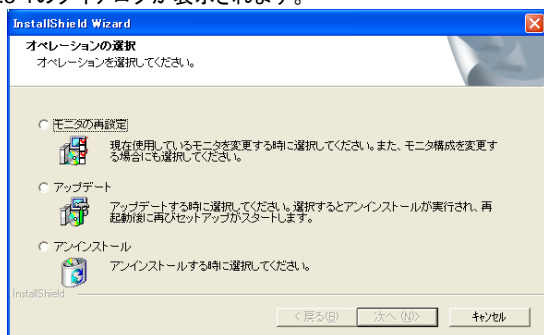 のダイアログが表示されます。
InstallShield Wizard
オペレーションの選択
オペレーションを選択してください。
モニタの再設定
現在使用しているモニタを変更する時に選択してください。また、モニタ構成を変更す
る場合にも選択してください。
アップデート
アップデートする時に選択してください。選択するとアンインストールが実行され、再
起動後に再びセットアップがスタートします。
アンインストール
アンインストールする時に選択してください。
InstallShield
< 戻る(B) 次へ (N)> キャンセル